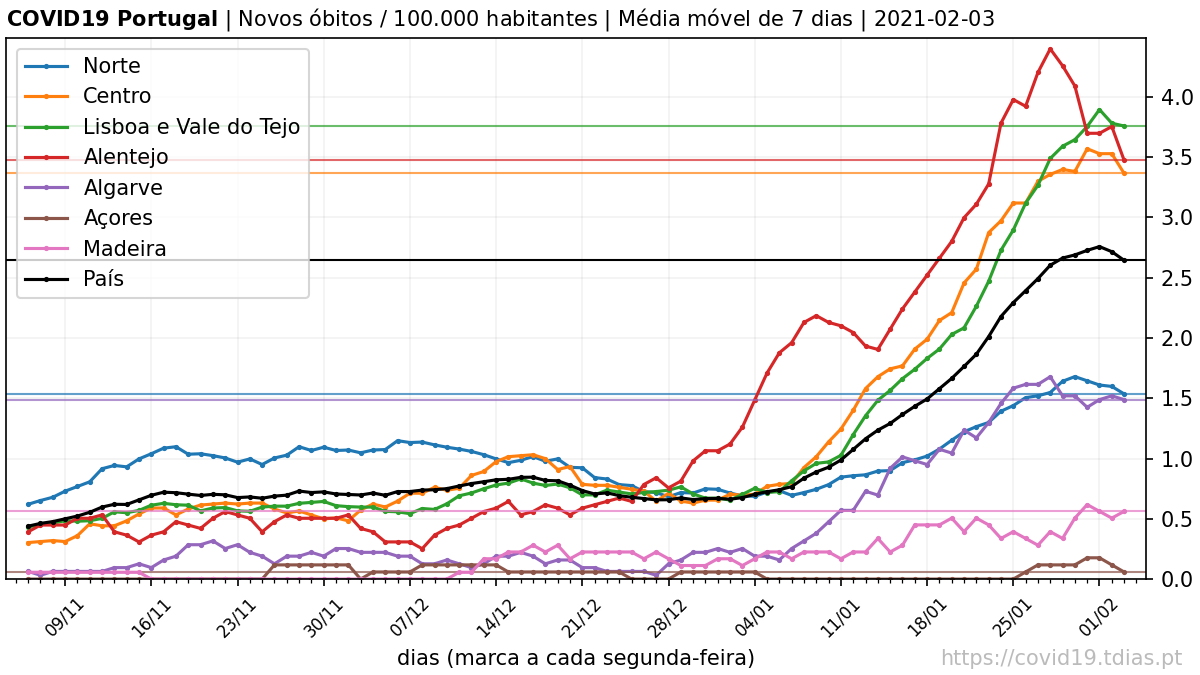 COVID19 Portugal | Novos óbitos / 100.000 habitantes | Média móvel de 7 dias | 2021-02-03
Norte
Centro
Lisboa e Vale do Tejo
Alentejo
Algarve
Açores
Madeira
País
4.0
3.5
3.0
2.5
2.0
1.5
1.0
0.5
0.0
09/11
16/11
23/11
30/11
07/12
14/12
21/12
28/12
04/01
11/01
18/01
25/01
01/02
dias (marca a cada segunda-feira)
https://covid19.tdias.pt